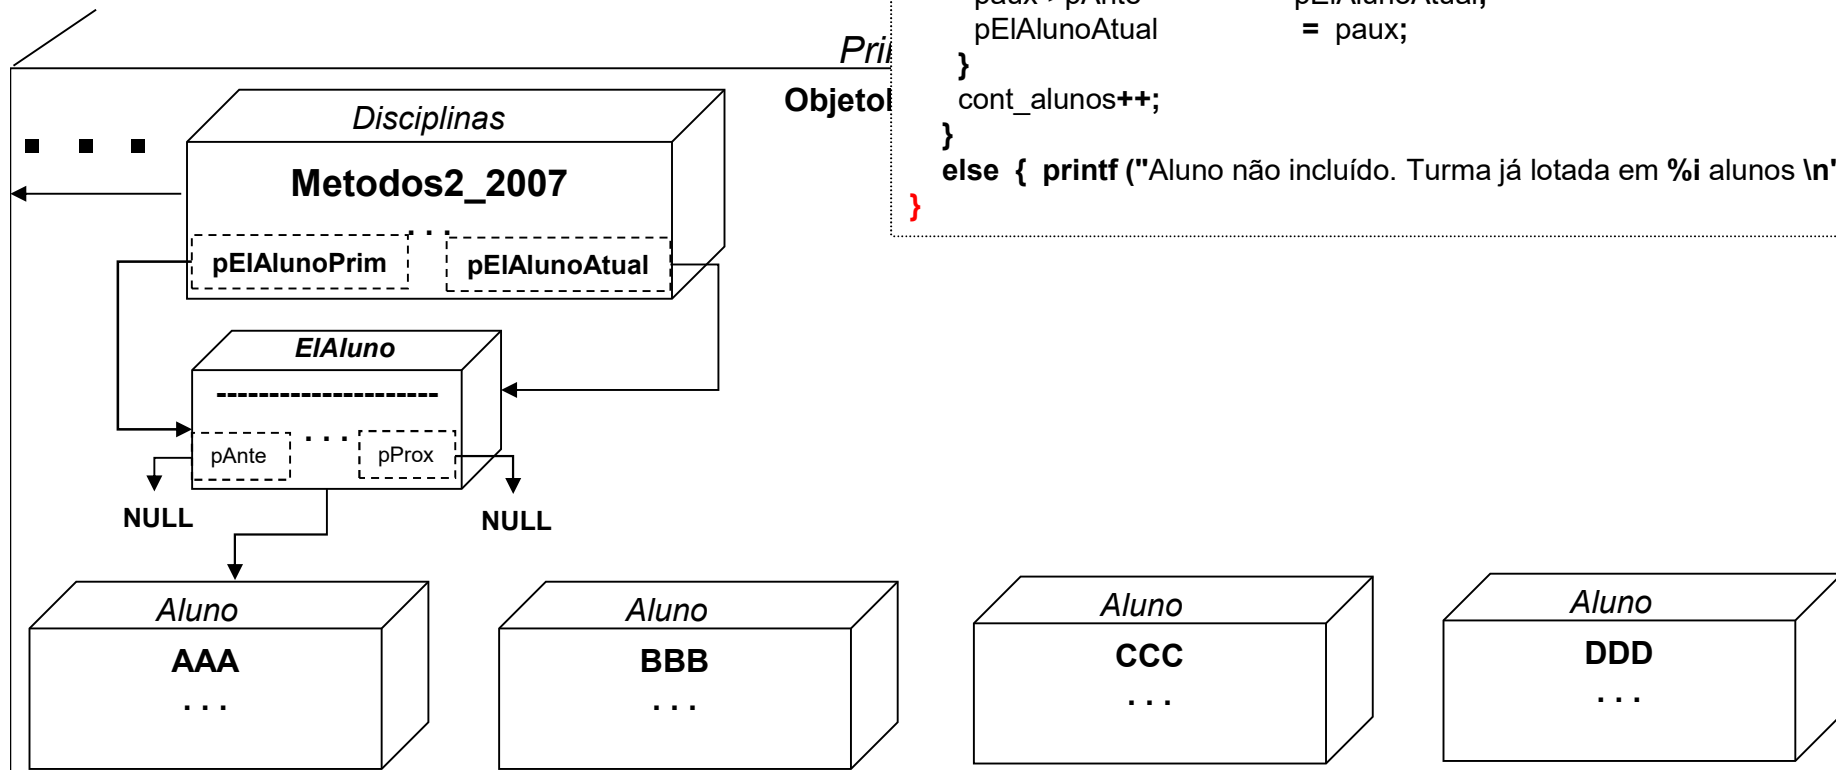 pElAlunoAtual = paux;
}
cont_alunos++;
}
else { printf ("Aluno não incluído. Turma já lotada em %i alunos \n"
}
Disciplinas
Metodos2_2007
. . .
pElAlunoPrim
pElAlunoAtual
ElAluno
---------------------
. . .
pAnte
pProx
NULL
NULL
Aluno
AAA
. . .
Aluno
BBB
. . .
Aluno
CCC
. . .
Aluno
DDD
. . .